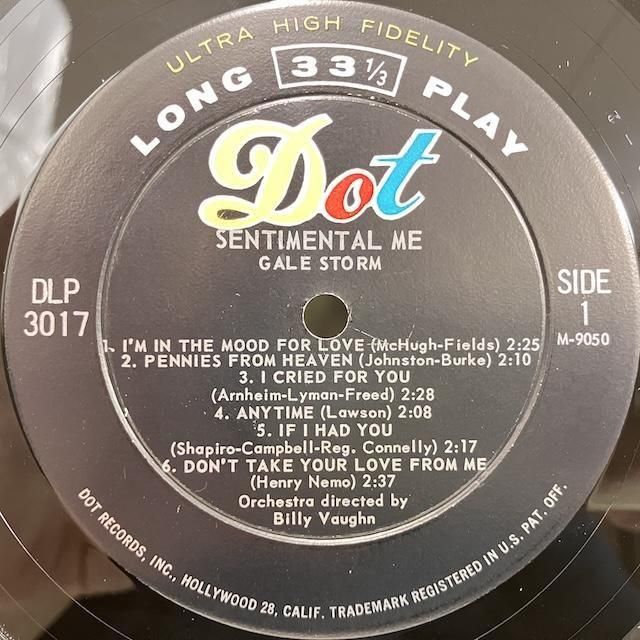 ULTRA HIGH FIDELITY
LONG 33 1/3 PLAY
Dot
SENTIMENTAL ME
GALE STORM
DLP
3017
SIDE
1
M-9050
1. I'M IN THE MOOD FOR LOVE (McHugh-Fields) 2:25
2. PENNIES FROM HEAVEN (Johnston-Burke) 2:10
3. I CRIED FOR YOU
(Arnheim-Lyman-Freed) 2:28
4. ANYTIME (Lawson) 2:08
5. IF I HAD YOU
(Shapiro-Campbell-Reg. Connelly) 2:17
6. DON'T TAKE YOUR LOVE FROM ME
(Henry Nemo) 2:37
Orchestra directed by
Billy Vaughn
DOT RECORDS, INC., HOLLYWOOD 28, CALIF. TRADEMARK REGISTERED IN U.S. PAT. OFF.